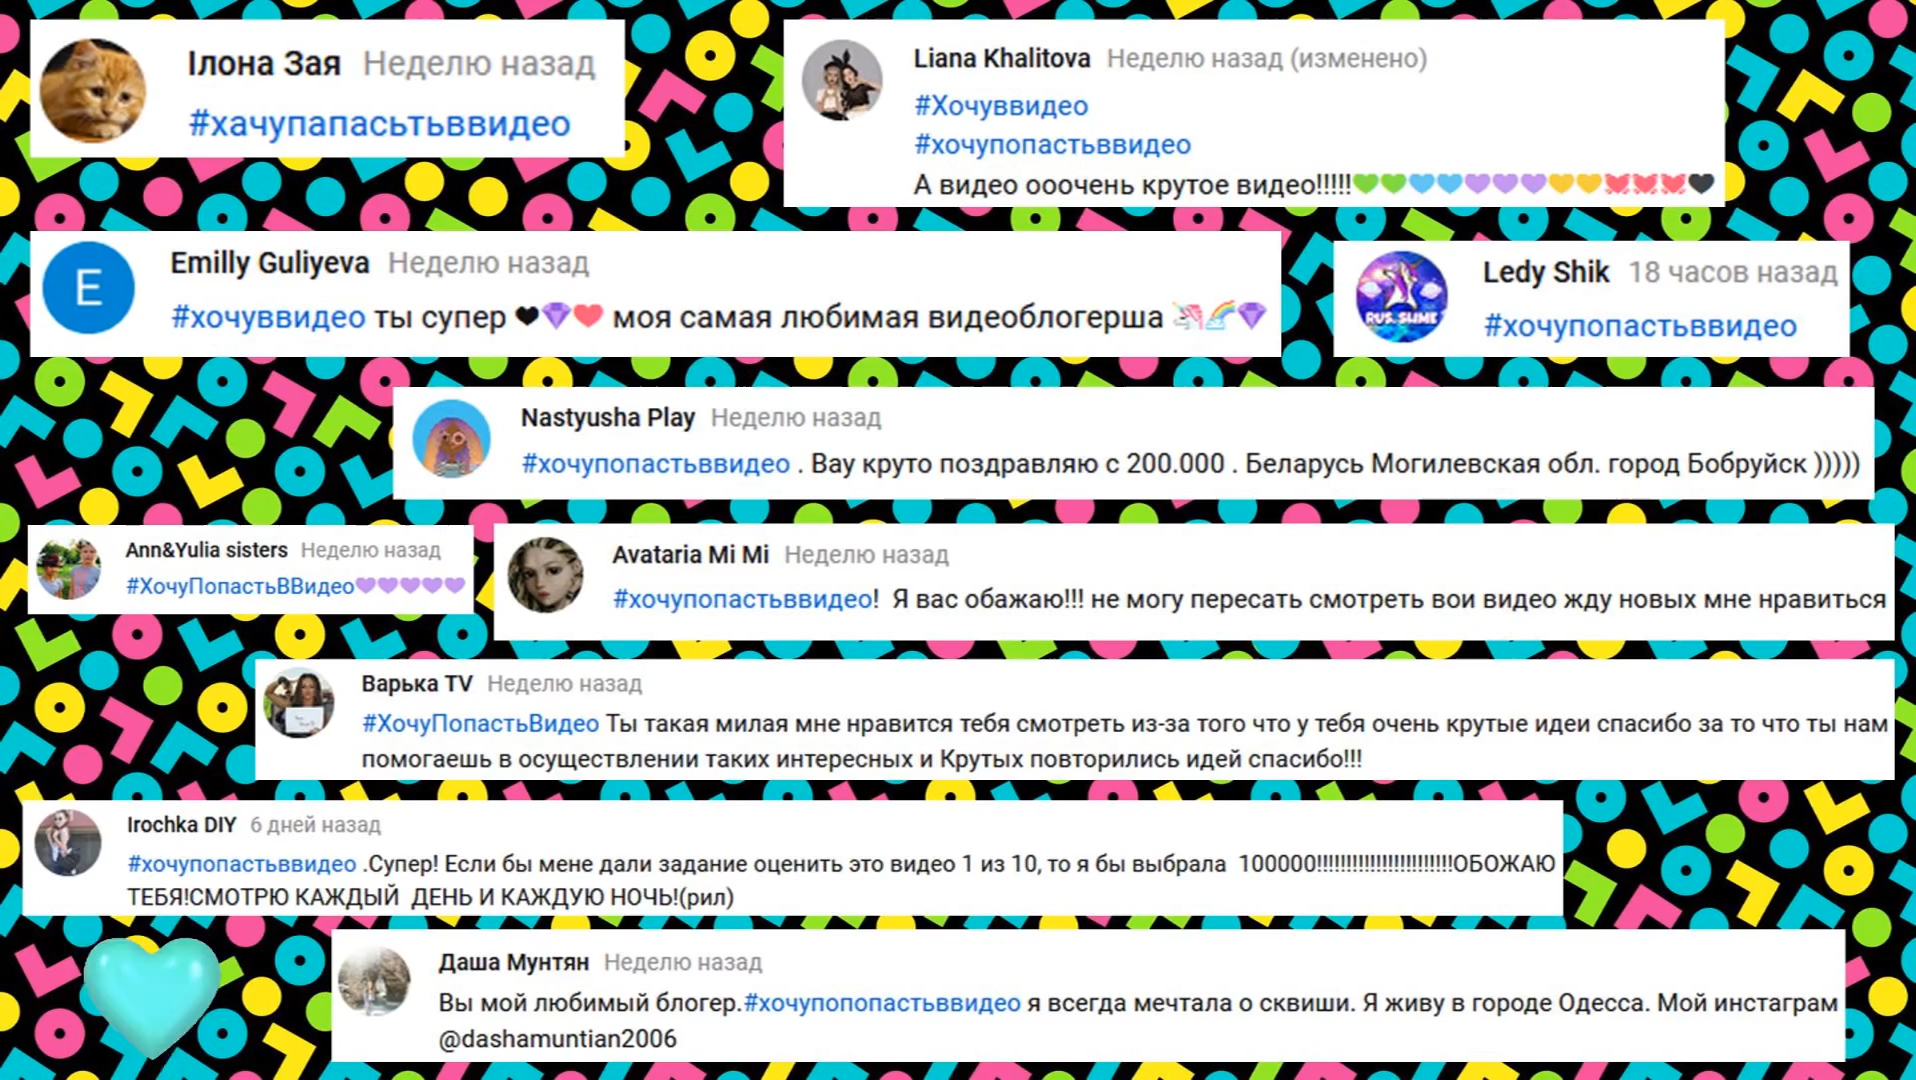 Ілона Зая Неделю назад
#хачупапасьтьввидео
Liana Khalitova Неделю назад (изменено)
#Хочуввидео
#хочупопастьввидео
А видео ооочень крутое видео!!!!!💚💚💙💙💜💜💜💛💛💓💓💓🖤
E
Emilly Guliyeva Неделю назад
#хочуввидео ты супер 🖤💎❤ моя самая любимая видеоблогерша 🦄🌈💎
Ledy Shik 18 часов назад
RUS. SLIME
#хочупопастьввидео
Nastyusha Play Неделю назад
#хочупопастьввидео . Вау круто поздравляю с 200.000 . Беларусь Могилевская обл. город Бобруйск )))))
Ann&Yulia sisters Неделю назад
#ХочуПопастьВВидео💜💜💜💜💜
Avataria Mi Mi Неделю назад
#хочупопастьввидео! Я вас обажаю!!! не могу пересать смотреть вои видео жду новых мне нравиться
Варька TV Неделю назад
#ХочуПопастьВидео Ты такая милая мне нравится тебя смотреть из-за того что у тебя очень крутые идеи спасибо за то что ты нам
помогаешь в осуществлении таких интересных и Крутых повторились идей спасибо!!!
Irochka DIY 6 дней назад
#хочупопастьввидео .Супер! Если бы мене дали задание оценить это видео 1 из 10, то я бы выбрала 100000!!!!!!!!!!!!!!!!!!!!!!!ОБОЖАЮ
ТЕБЯ!СМОТРЮ КАЖДЫЙ ДЕНЬ И КАЖДУЮ НОЧЬ!(рил)
Даша Мунтян Неделю назад
Вы мой любимый блогер.#хочупопопастьввидео я всегда мечтала о сквиши. Я живу в городе Одесса. Мой инстаграм
@dashamuntian2006